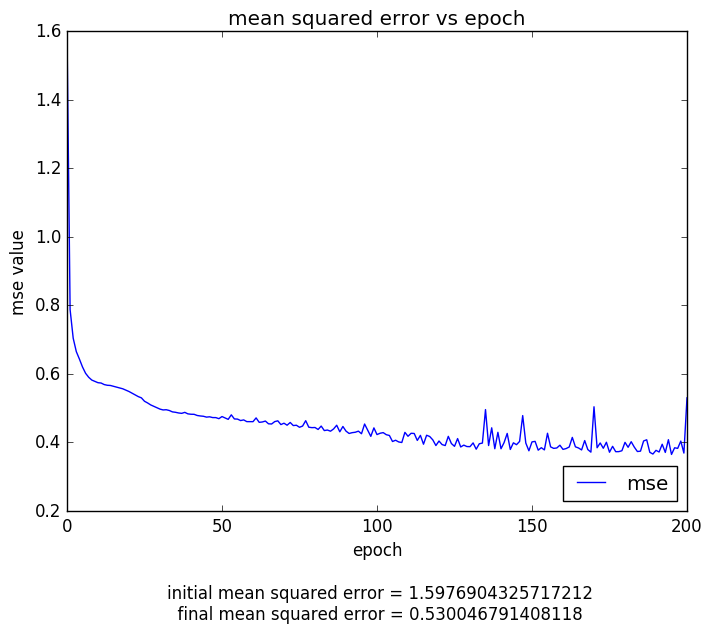 mean squared error vs epoch
1.6
1.4
1.2
1.0
0.8
0.6
0.4
0.2
mse value
0 50 100 150 200
epoch
mse
initial mean squared error = 1.5976904325717212
final mean squared error = 0.530046791408118